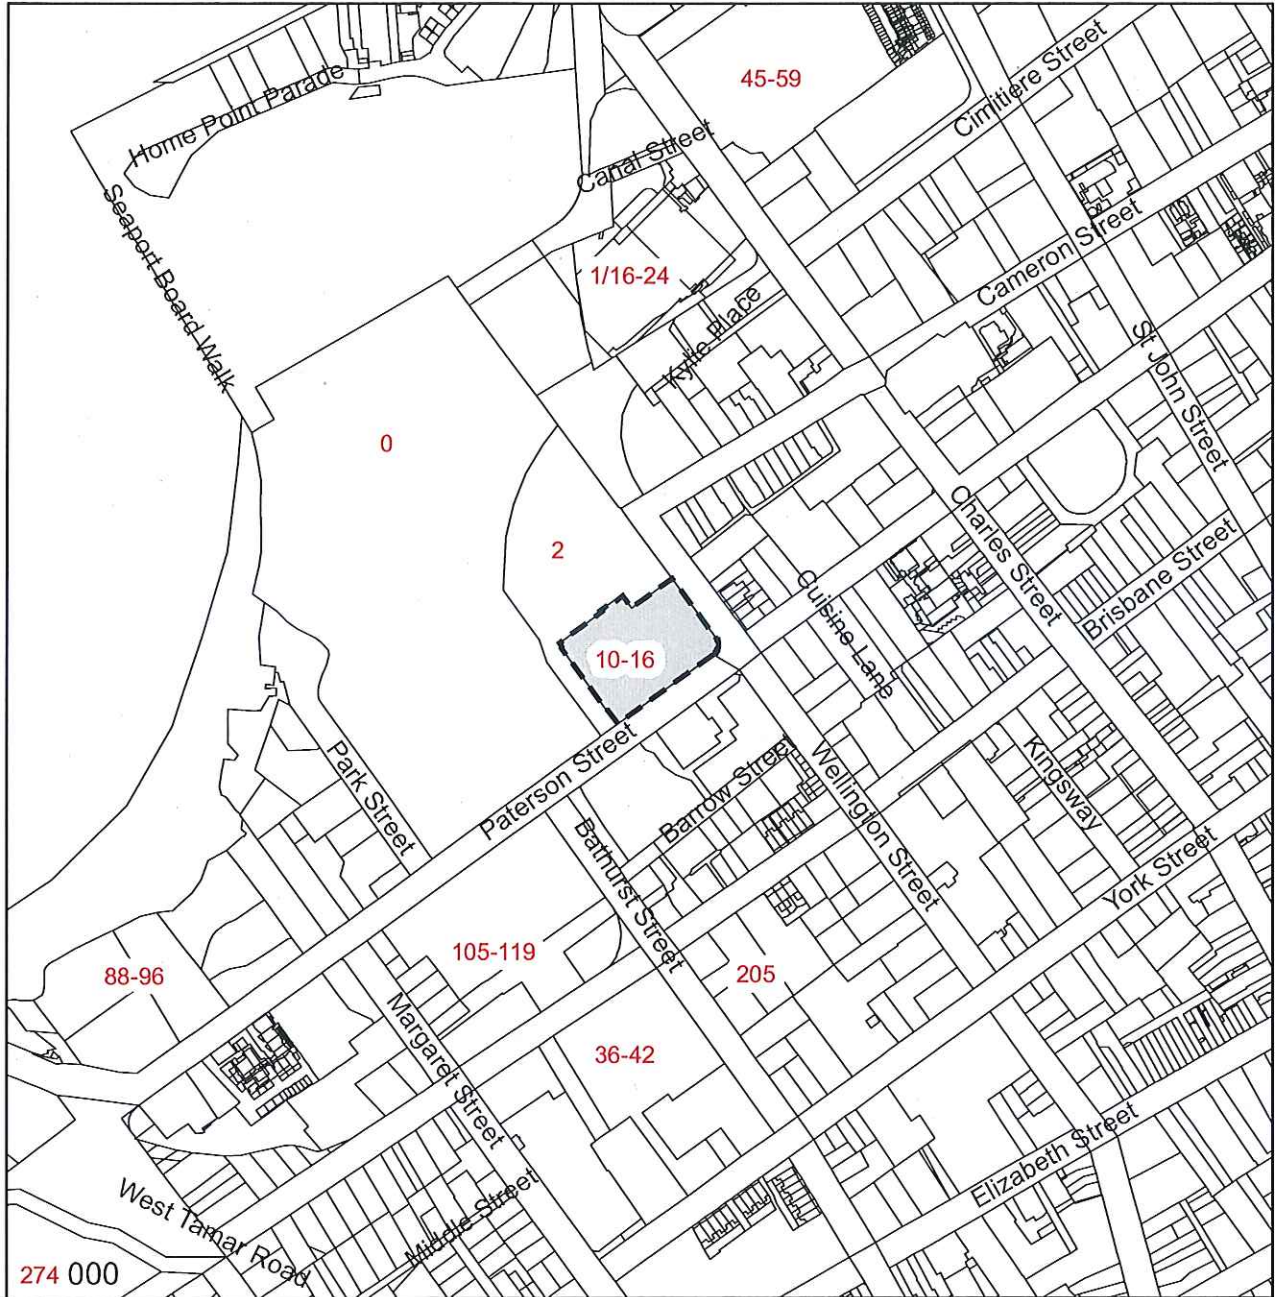 45-59
Cimitiere Street
Home Point Parade
Canal Street
Seaport Board Walk
Cameron Street
1/16-24
Kylie Place
St John Street
0
Charles Street
2
Cuisine Lane
Brisbane Street
10-16
Park Street
Paterson Street
Barrow Street
Wellington Street
Kingsway
Bathurst Street
York Street
105-119
88-96
205
Margaret Street
36-42
Elizabeth Street
West Tamar Road
Middle Street
274 000